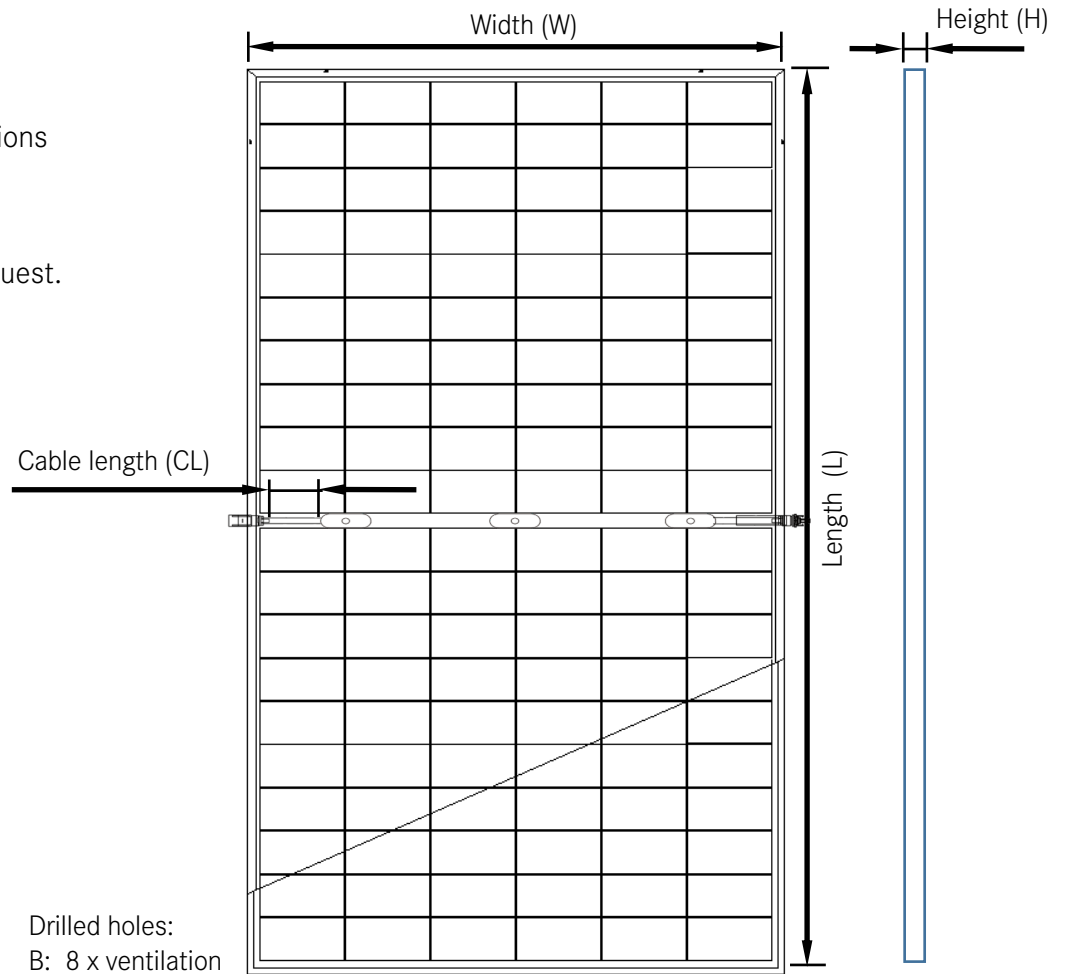 Width (W)
Height (H)
ions
uest.
Cable length (CL)
Length (L)
Drilled holes:
B: 8 x ventilation